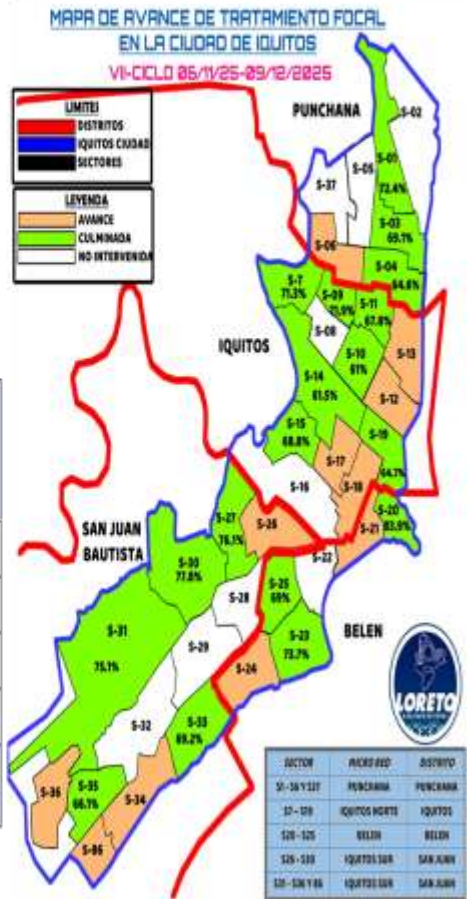 MAPA DE AVANCE DE TRATAMIENTO FOCAL
EN LA CIUDAD DE IQUITOS
VII-CICLO 06/11/25-09/12/2025
LIMITES
DISTRITOS
IQUITOS CIUDAD
SECTORES
LEYENDA
AVANCE
CULMINADA
NO INTERVENIDA
PUNCHANA
S-02
S-01
72.4%
S-05
S-37
S-03
69.1%
S-06
S-04
64.6%
S-7
71.3%
S-09
71.9%
S-11
67.8%
S-08
S-13
IQUITOS
S-10
61%
S-14
61.5%
S-12
S-15
68.8%
S-19
64.7%
S-17
S-18
S-16
S-20
S-21
S-27
76.1%
S-26
S-22
SAN JUAN
BAUTISTA
S-30
77.8%
S-28
S-25
69%
BELEN
S-31
75.1%
S-29
S-23
73.7%
S-24
S-32
S-33
69.2%
S-36
S-35
66.1%
S-34
S-86
LORETO
SECTOR MICRO RED DISTRITO
PUNCHANA PUNCHANA
S7-S19 IQUITOS NORTE IQUITOS
S20-S25 BELEN BELEN
IQUITOS SUR SAN JUAN
IQUITOS SUR SAN JUAN